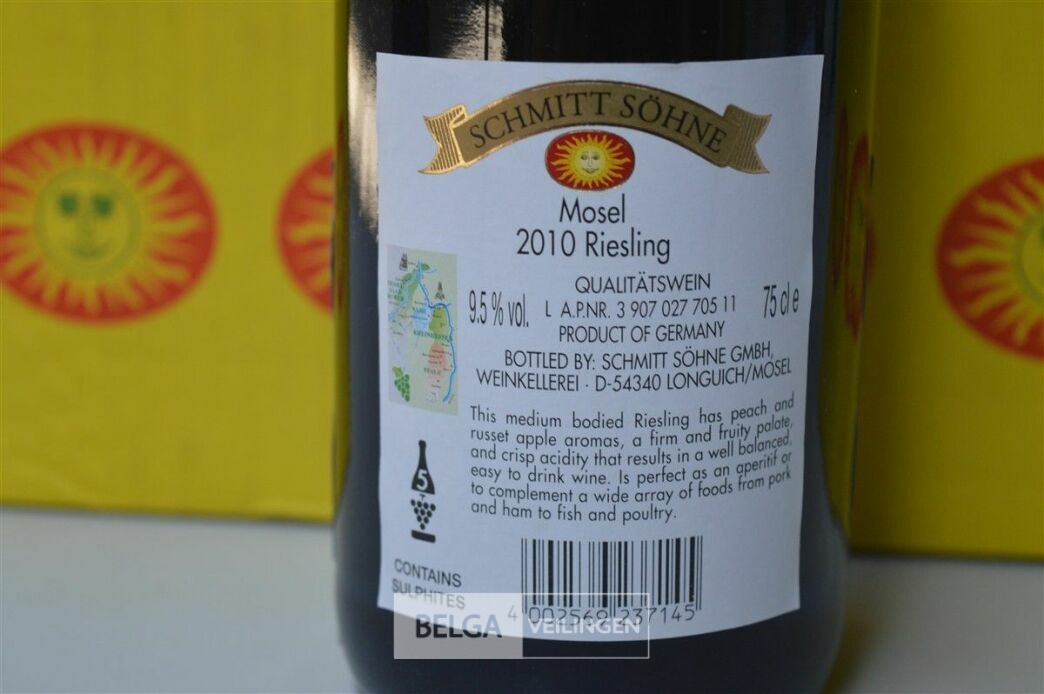 SCHMITT SÖHNE
Mosel
2010 Riesling
QUALITÄTSWEIN
9.5 % vol. L A.P.NR. 3 907 027 705 11 75 cl e
PRODUCT OF GERMANY
BOTTLED BY: SCHMITT SÖHNE GMBH,
WEINKELLEREI · D-54340 LONGUICH/MOSEL
This medium bodied Riesling has peach and
russet apple aromas, a firm and fruity palate,
and crisp acidity that results in a well balanced,
easy to drink wine. Is perfect as an aperitif or
to complement a wide array of foods from pork
and ham to fish and poultry.
5
CONTAINS
SULPHITES
4 002569 237145
BELGA VEILINGEN